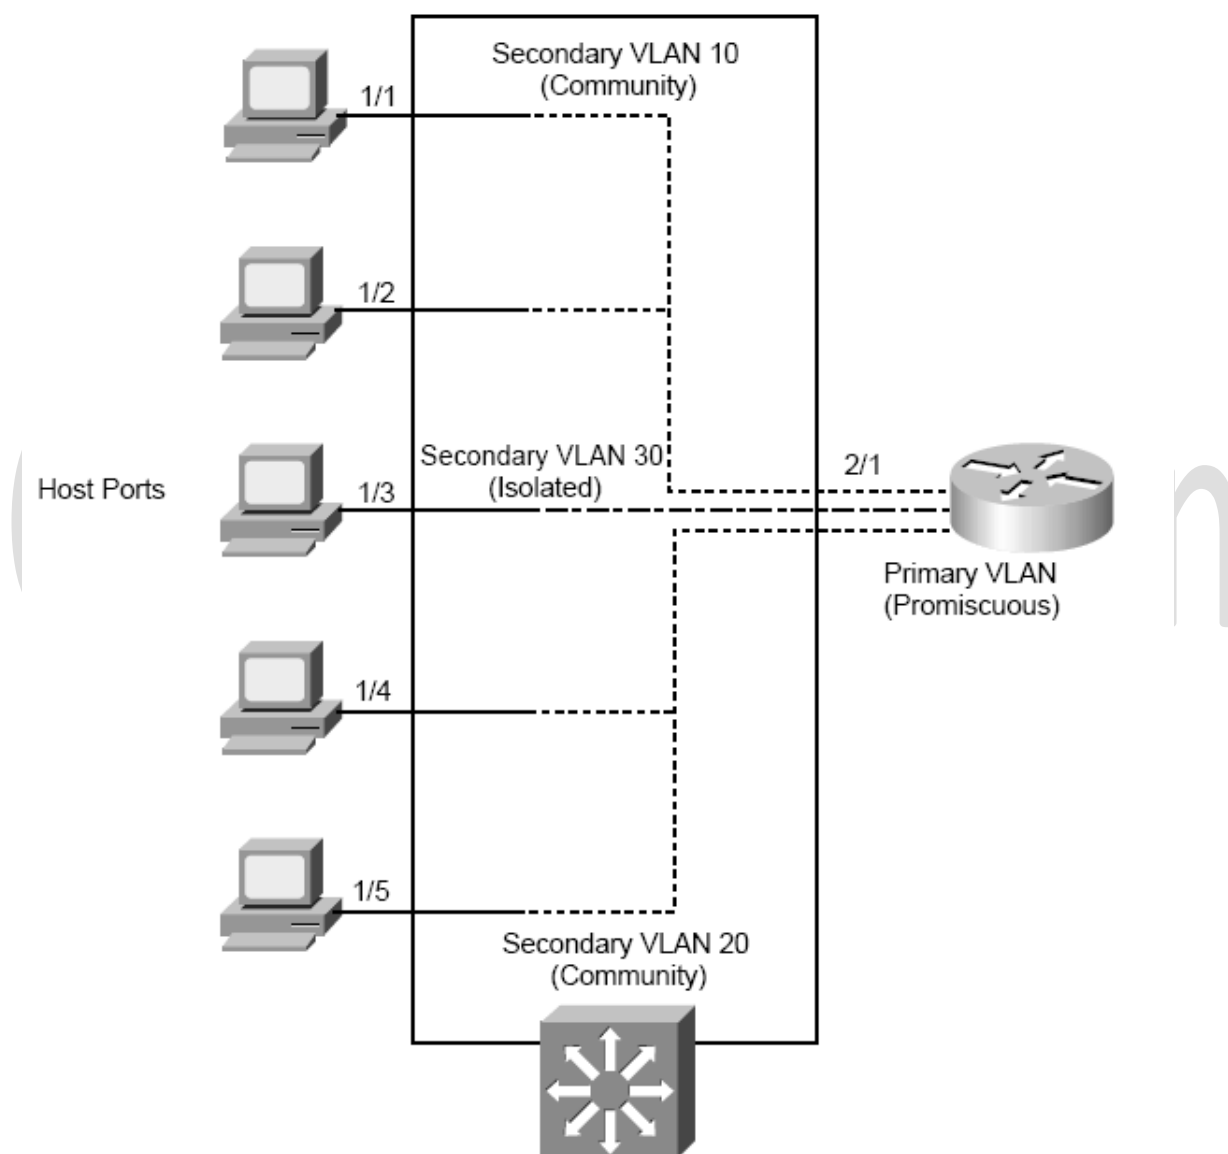 Secondary VLAN 10
(Community)
1/1
1/2
Secondary VLAN 30
(Isolated)
Host Ports
1/3
2/1
Primary VLAN
(Promiscuous)
1/4
1/5
Secondary VLAN 20
(Community)